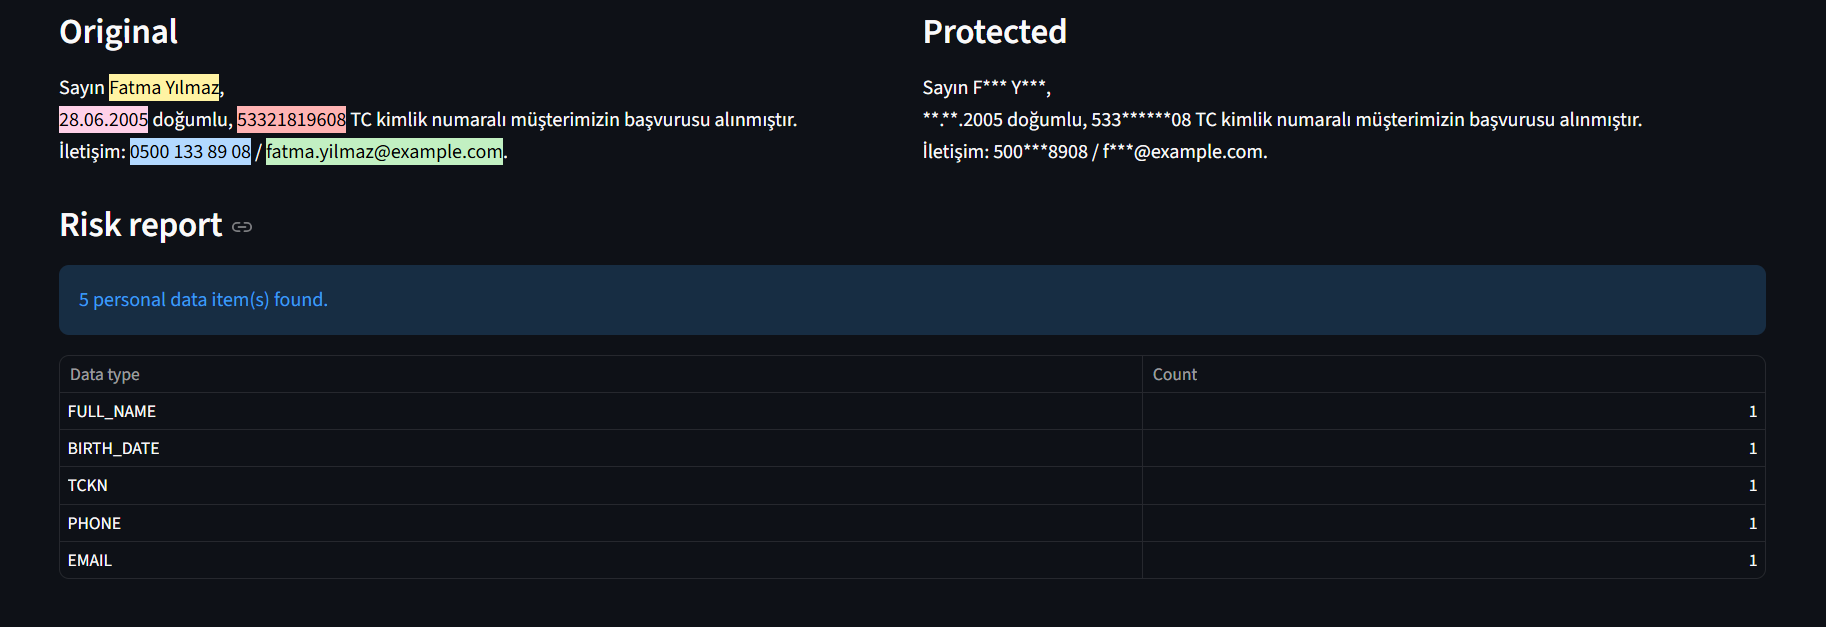 Original
Sayın Fatma Yılmaz,
28.06.2005 doğumlu, 53321819608 TC kimlik numaralı müşterimizin başvurusu alınmıştır.
İletişim: 0500 133 89 08 / fatma.yilmaz@example.com.
Protected
Sayın F*** Y***,
**.**.2005 doğumlu, 533******08 TC kimlik numaralı müşterimizin başvurusu alınmıştır.
İletişim: 500***8908 / f***@example.com.
Risk report
5 personal data item(s) found.
Data type Count
FULL_NAME 1
BIRTH_DATE 1
TCKN 1
PHONE 1
EMAIL 1